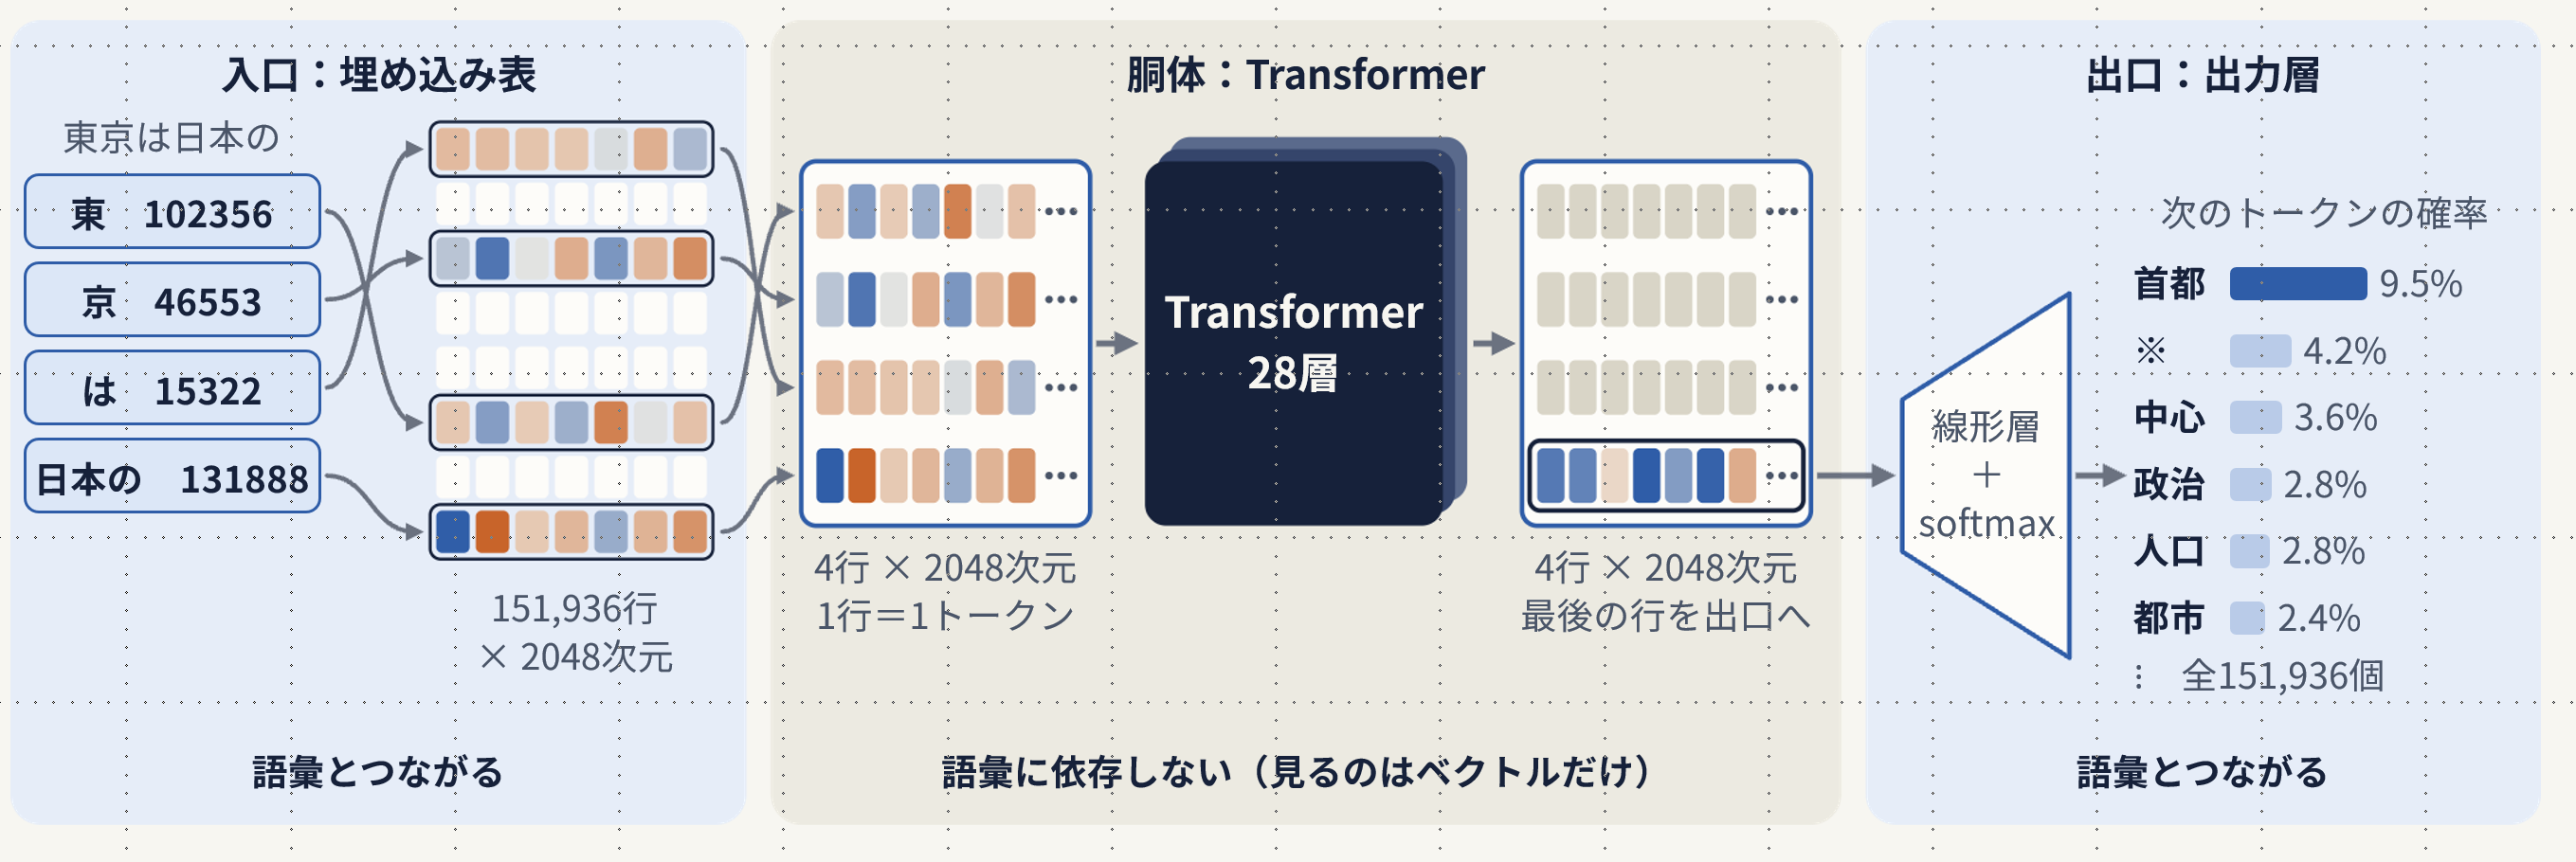 入口：埋め込み表
東京は日本の
東 102356
京 46553
は 15322
日本の 131888
151,936行
× 2048次元
語彙とつながる
胴体：Transformer
4行 × 2048次元
1行＝1トークン
Transformer
28層
4行 × 2048次元
最後の行を出口へ
語彙に依存しない（見るのはベクトルだけ）
出口：出力層
線形層
＋
softmax
次のトークンの確率
首都 9.5%
※ 4.2%
中心 3.6%
政治 2.8%
人口 2.8%
都市 2.4%
⋮ 全151,936個
語彙とつながる